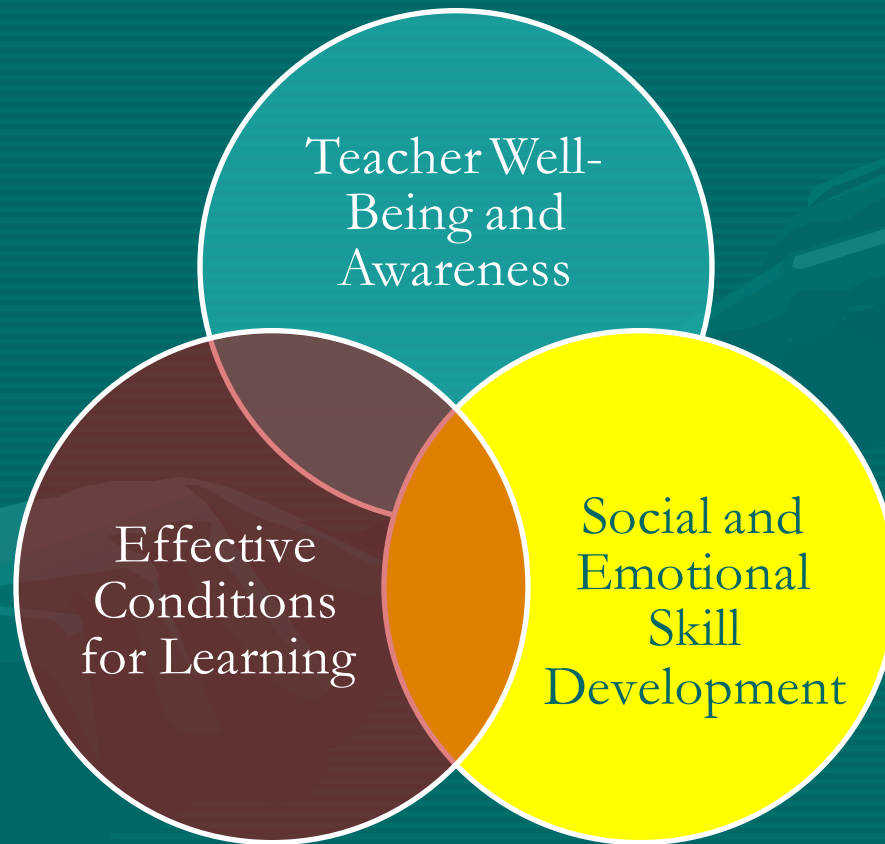 Teacher Well-
Being and
Awareness
Effective
Conditions
for Learning
Social and
Emotional
Skill
Development